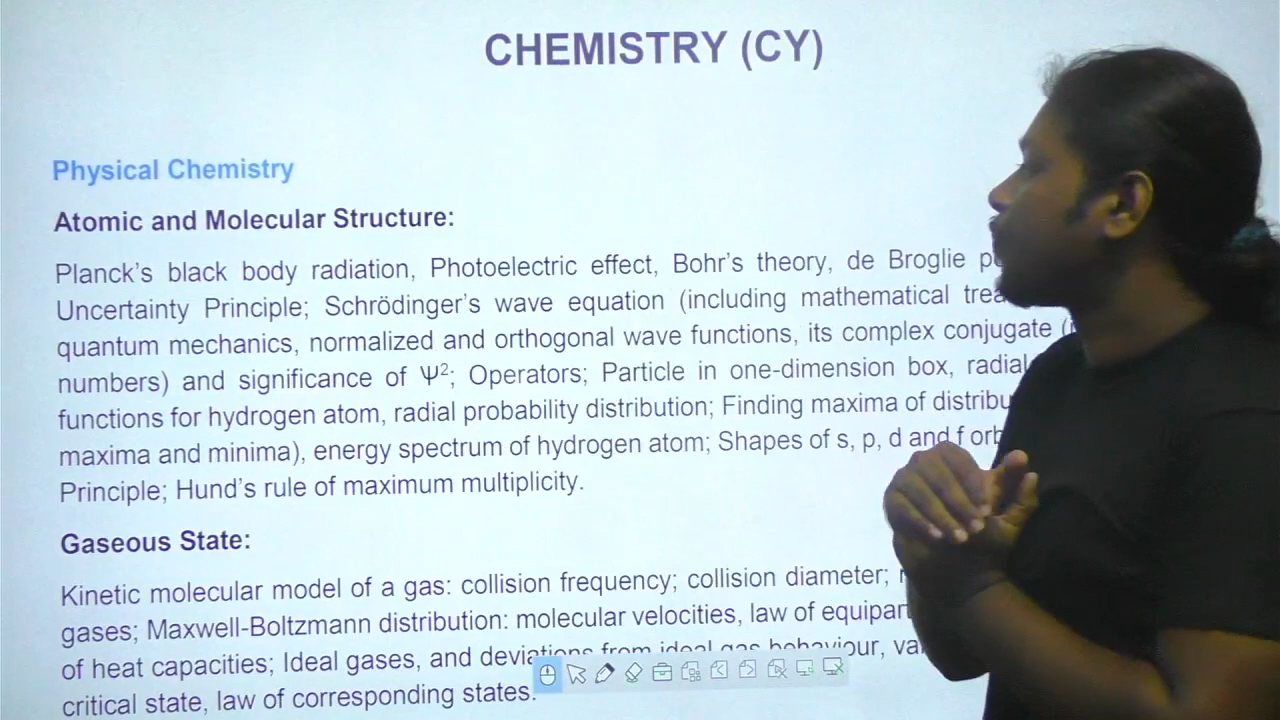 CHEMISTRY (CY)
Physical Chemistry
Atomic and Molecular Structure:
Planck's black body radiation, Photoelectric effect, Bohr's theory, de Broglie
Uncertainty Principle; Schrödinger's wave equation (including mathematical
quantum mechanics, normalized and orthogonal wave functions, its complex conjugate
numbers) and significance of Ψ²; Operators; Particle in one-dimension box, radial
functions for hydrogen atom, radial probability distribution; Finding maxima of
maxima and minima), energy spectrum of hydrogen atom; Shapes of s, p, d and f
Principle; Hund's rule of maximum multiplicity.
Gaseous State:
Kinetic molecular model of a gas: collision frequency; collision diameter;
gases; Maxwell-Boltzmann distribution: molecular velocities, law of
of heat capacities; Ideal gases, and deviations from ideal gas behaviour,
critical state, law of corresponding states.